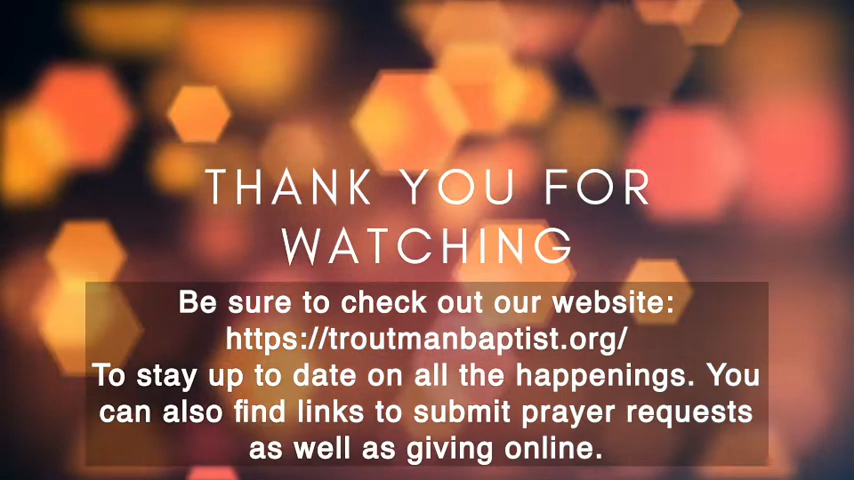 THANK YOU FOR
WATCHING
Be sure to check out our website:
https://troutmanbaptist.org/
To stay up to date on all the happenings. You
can also find links to submit prayer requests
as well as giving online.